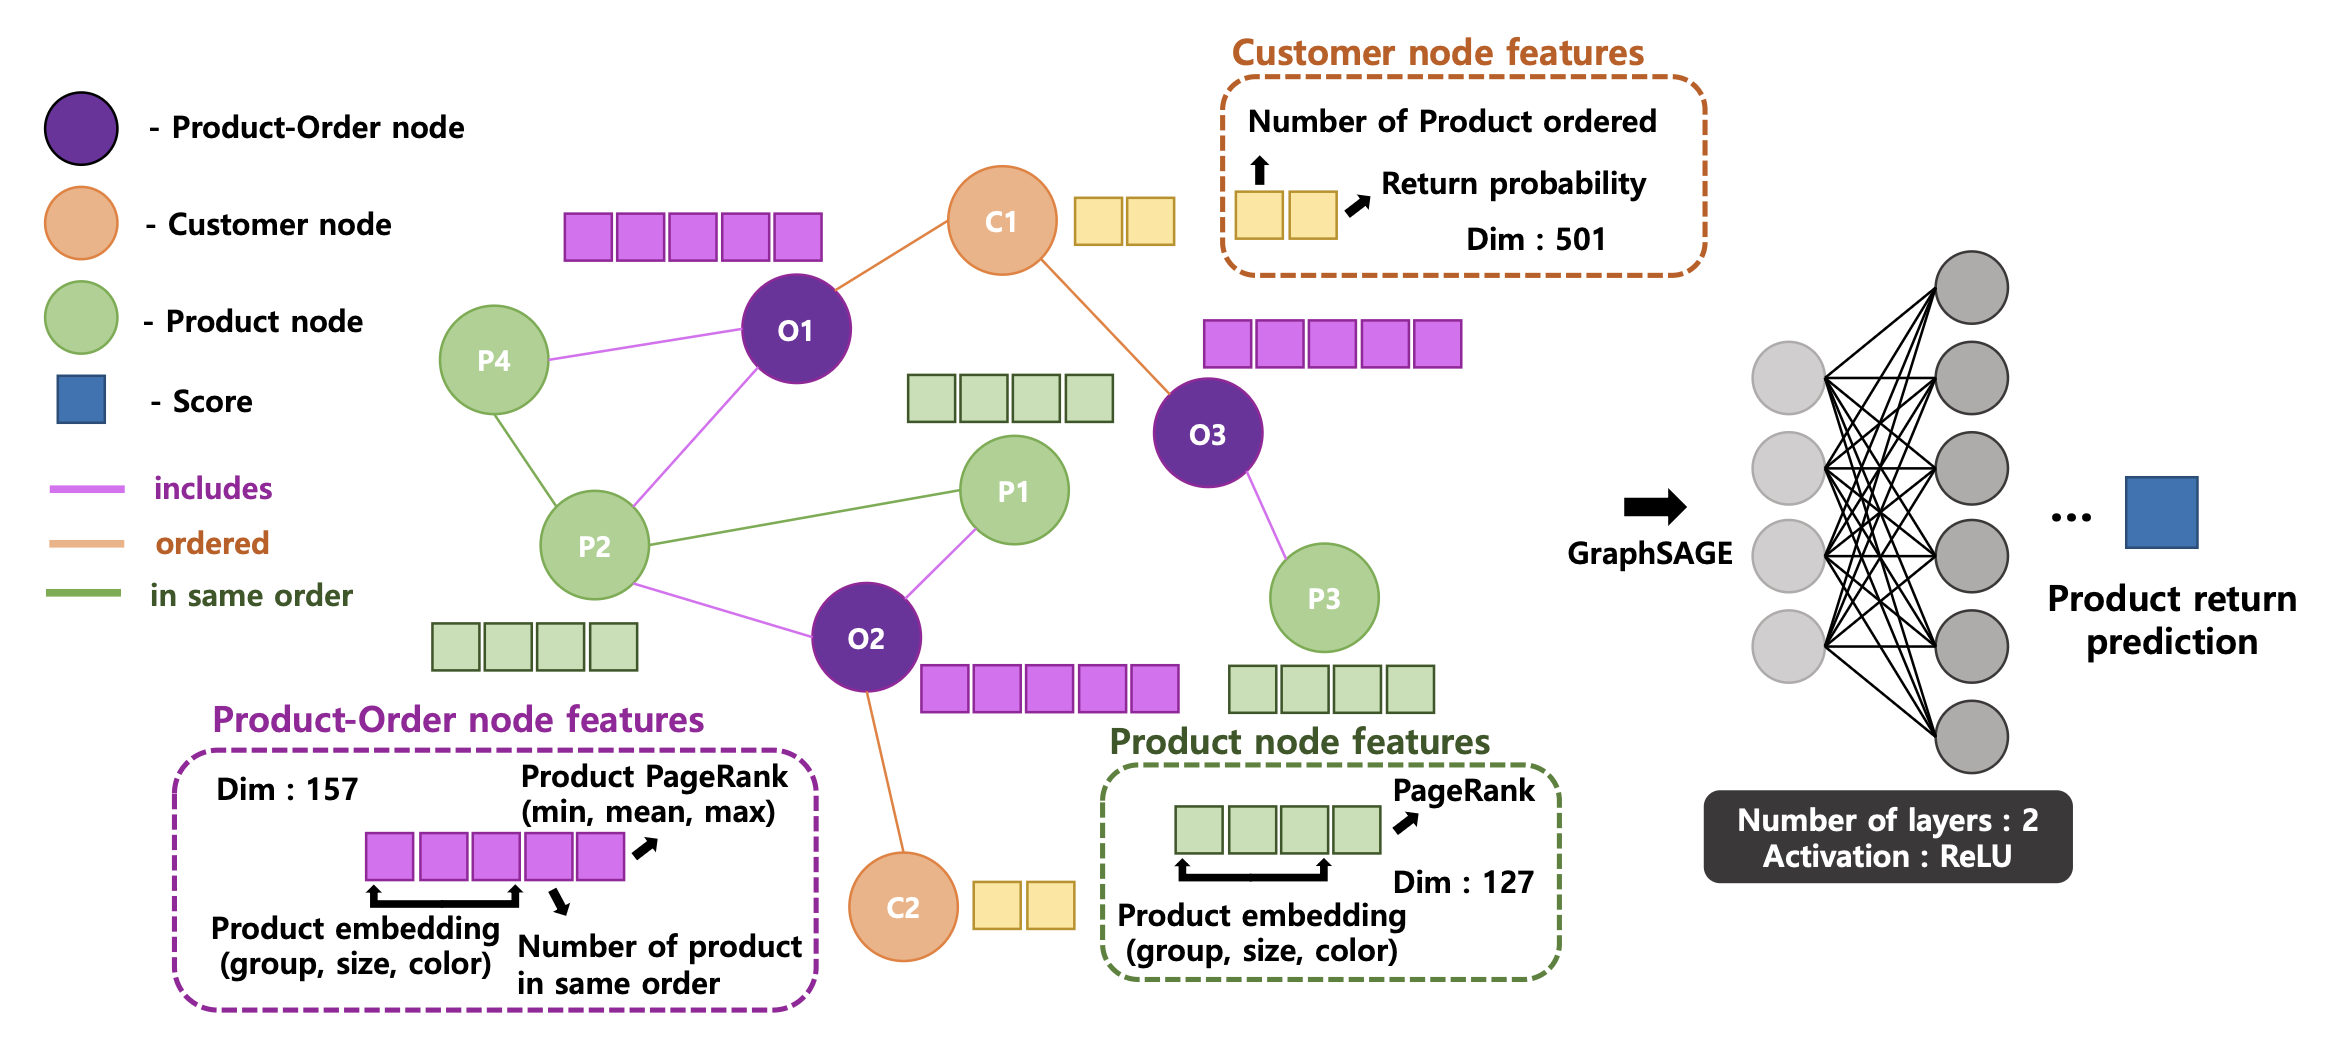 - Product-Order node
- Customer node
- Product node
- Score
includes
ordered
in same order
C1
O1
P4
O3
P1
P2
P3
O2
C2
Customer node features
Number of Product ordered
Return probability
Dim : 501
Product-Order node features
Dim : 157
Product PageRank
(min, mean, max)
Product embedding
(group, size, color)
Number of product
in same order
Product node features
PageRank
Dim : 127
Product embedding
(group, size, color)
GraphSAGE
...
Product return
prediction
Number of layers : 2
Activation : ReLU